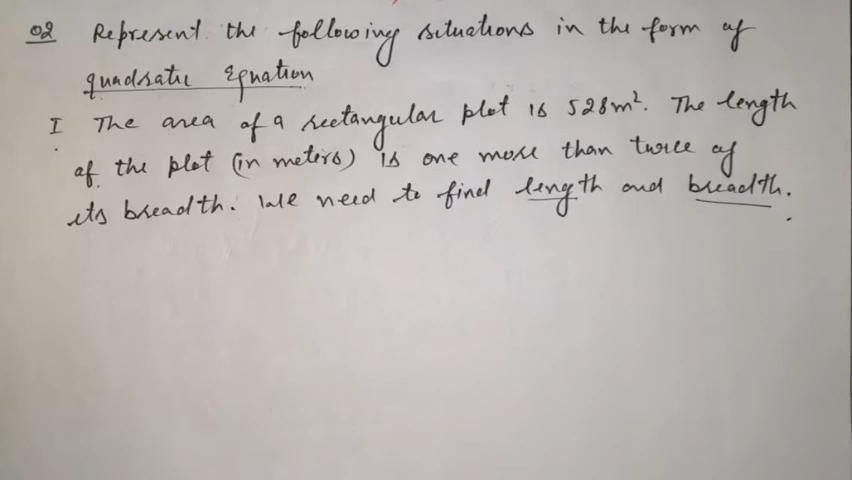 Q2 Represent the following situations in the form of
quadratic Equation
I The area of a rectangular plot is 528m². The length
of the plot (in meters) is one more than twice of
its breadth. We need to find length and breadth.